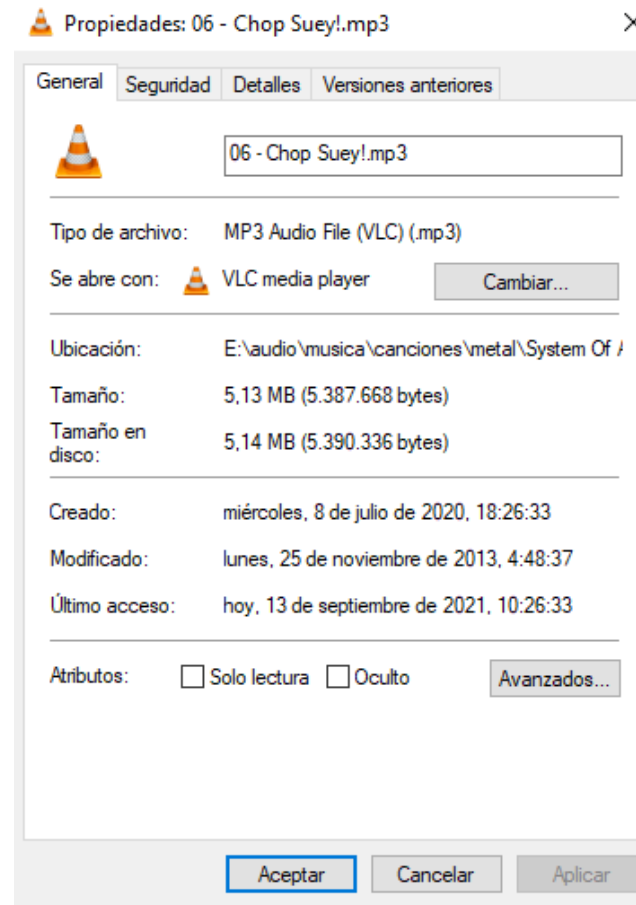 Propiedades: 06 - Chop Suey!.mp3
General Seguridad Detalles Versiones anteriores
06 - Chop Suey!.mp3
Tipo de archivo: MP3 Audio File (VLC) (.mp3)
Se abre con: VLC media player Cambiar...
Ubicación: E:\audio\musica\canciones\metal\System Of
Tamaño: 5,13 MB (5.387.668 bytes)
Tamaño en
disco: 5,14 MB (5.390.336 bytes)
Creado: miércoles, 8 de julio de 2020, 18:26:33
Modificado: lunes, 25 de noviembre de 2013, 4:48:37
Último acceso: hoy, 13 de septiembre de 2021, 10:26:33
Atributos: Solo lectura Oculto Avanzados...
Aceptar Cancelar Aplicar